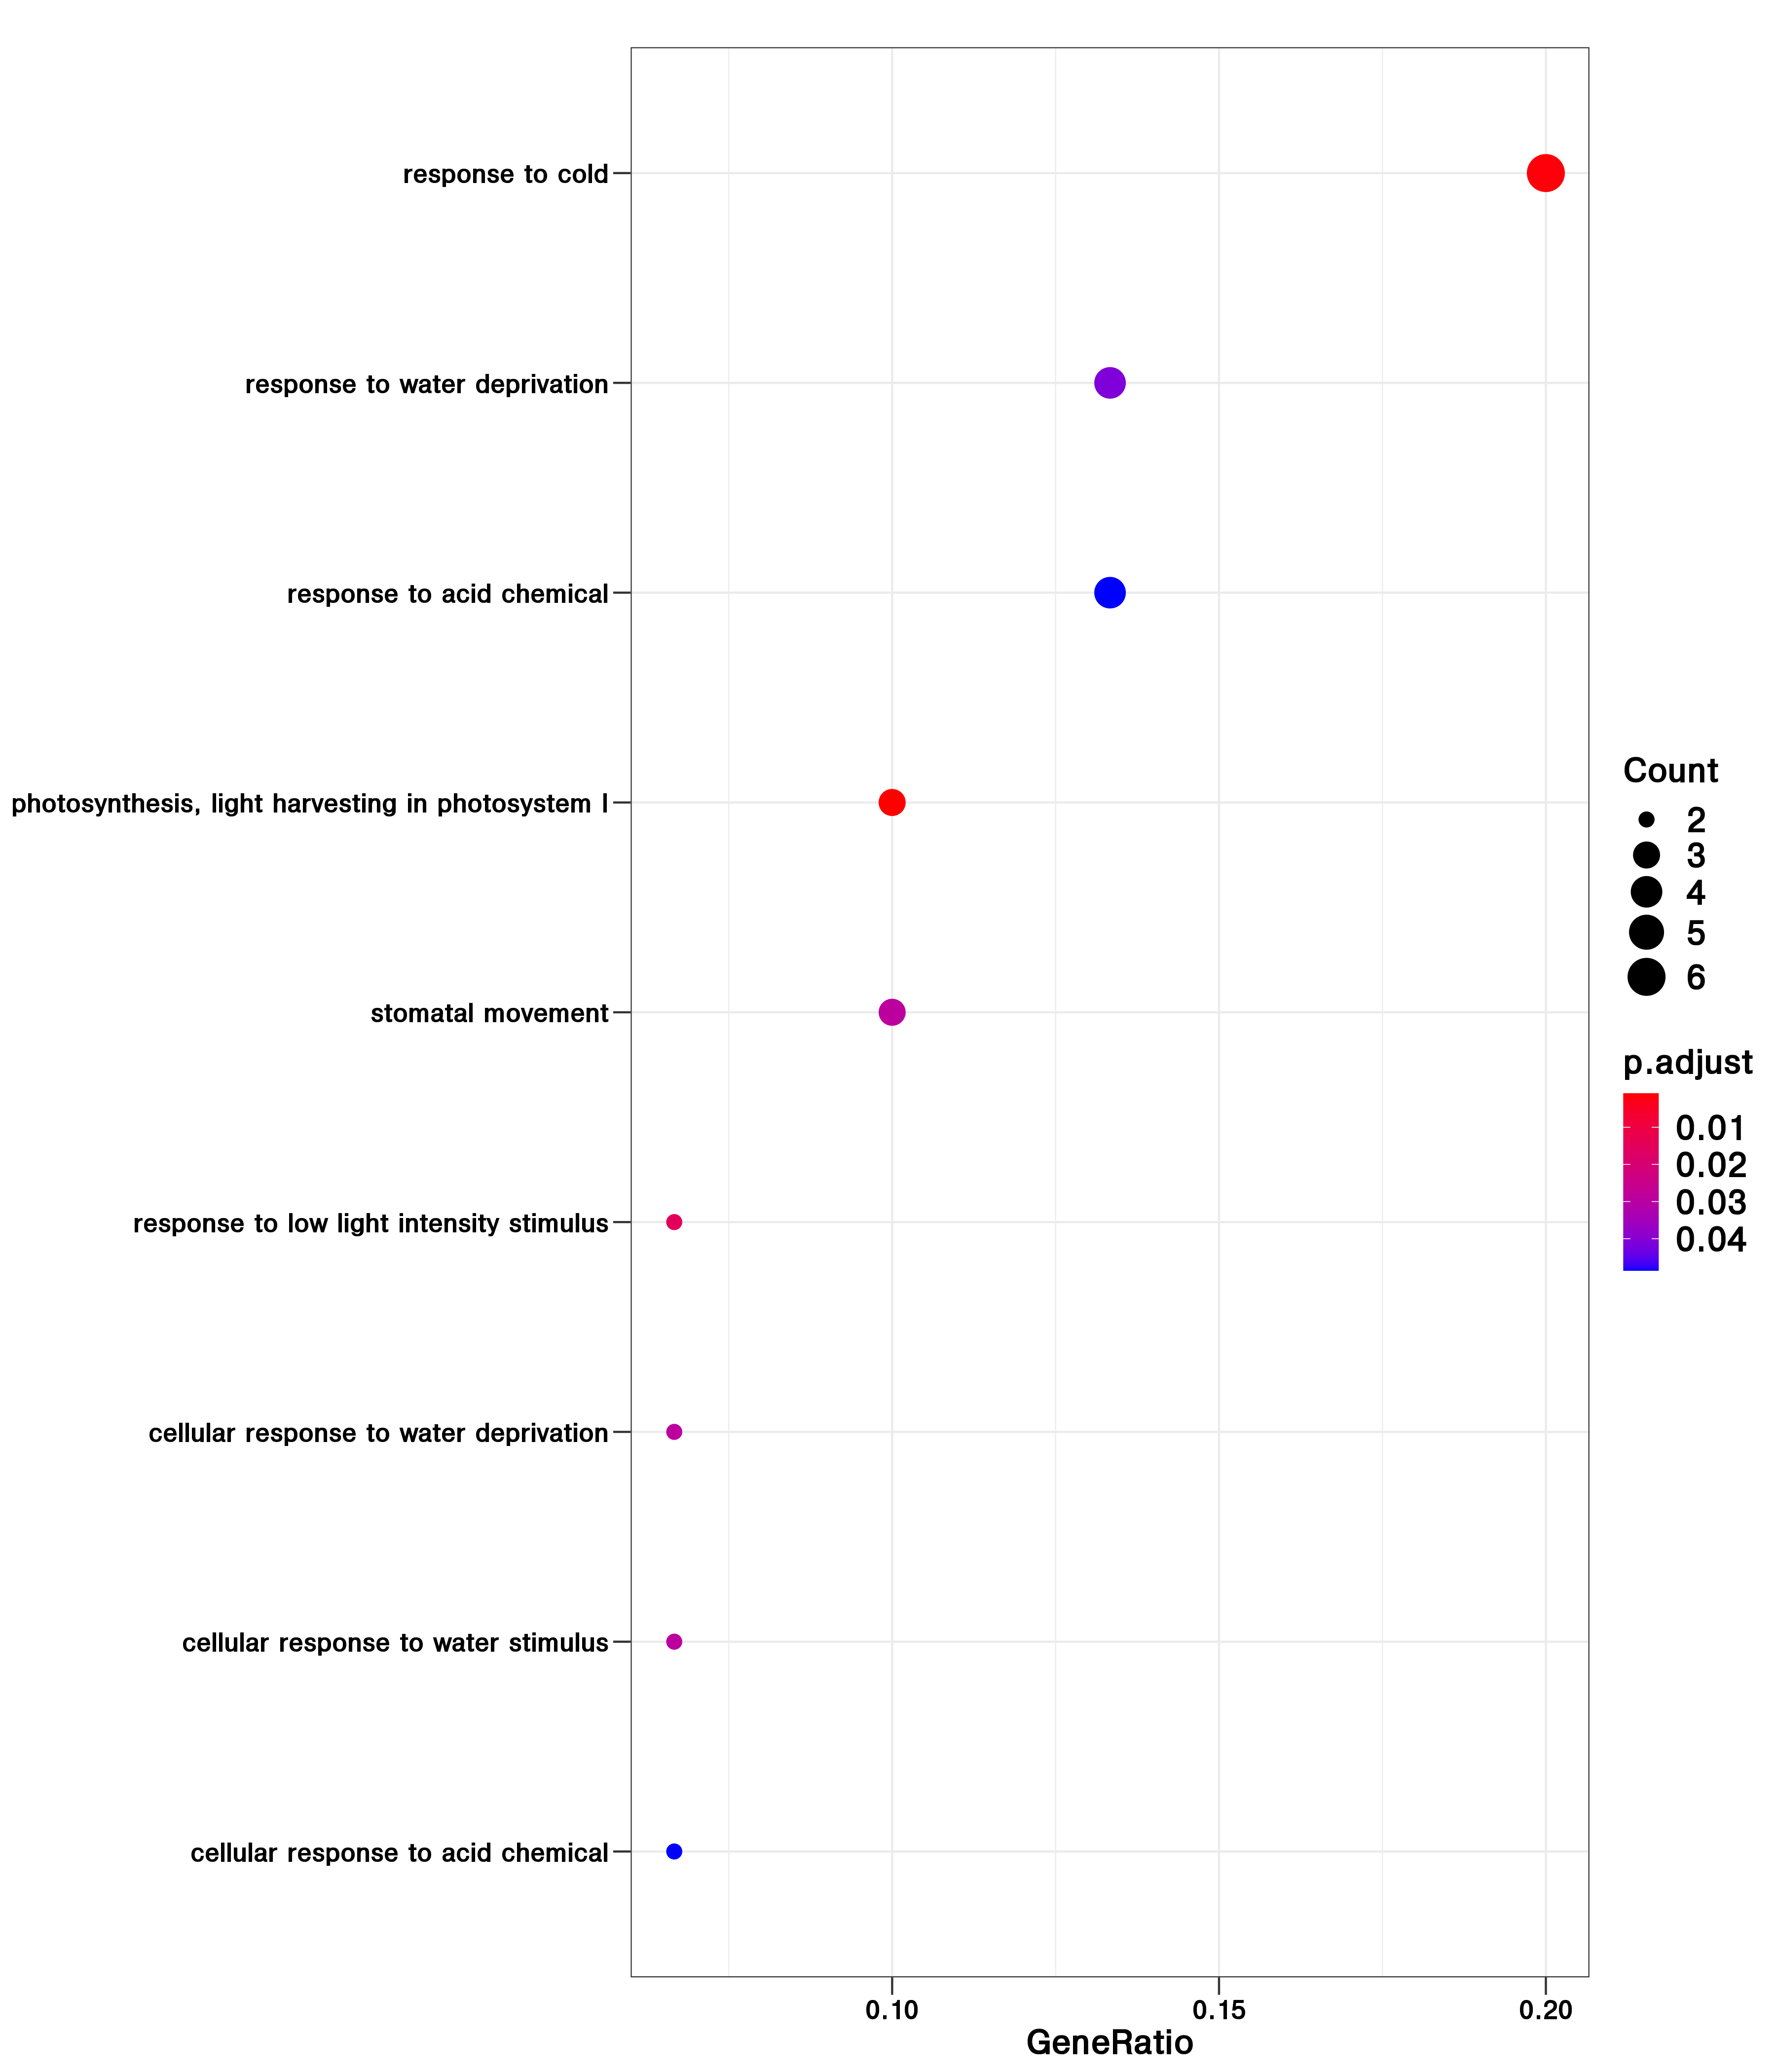 response to cold
response to water deprivation
response to acid chemical
photosynthesis, light harvesting in photosystem I
stomatal movement
response to low light intensity stimulus
cellular response to water deprivation
cellular response to water stimulus
cellular response to acid chemical
0.10 0.15 0.20
GeneRatio
Count
2
3
4
5
6
p.adjust
0.01
0.02
0.03
0.04